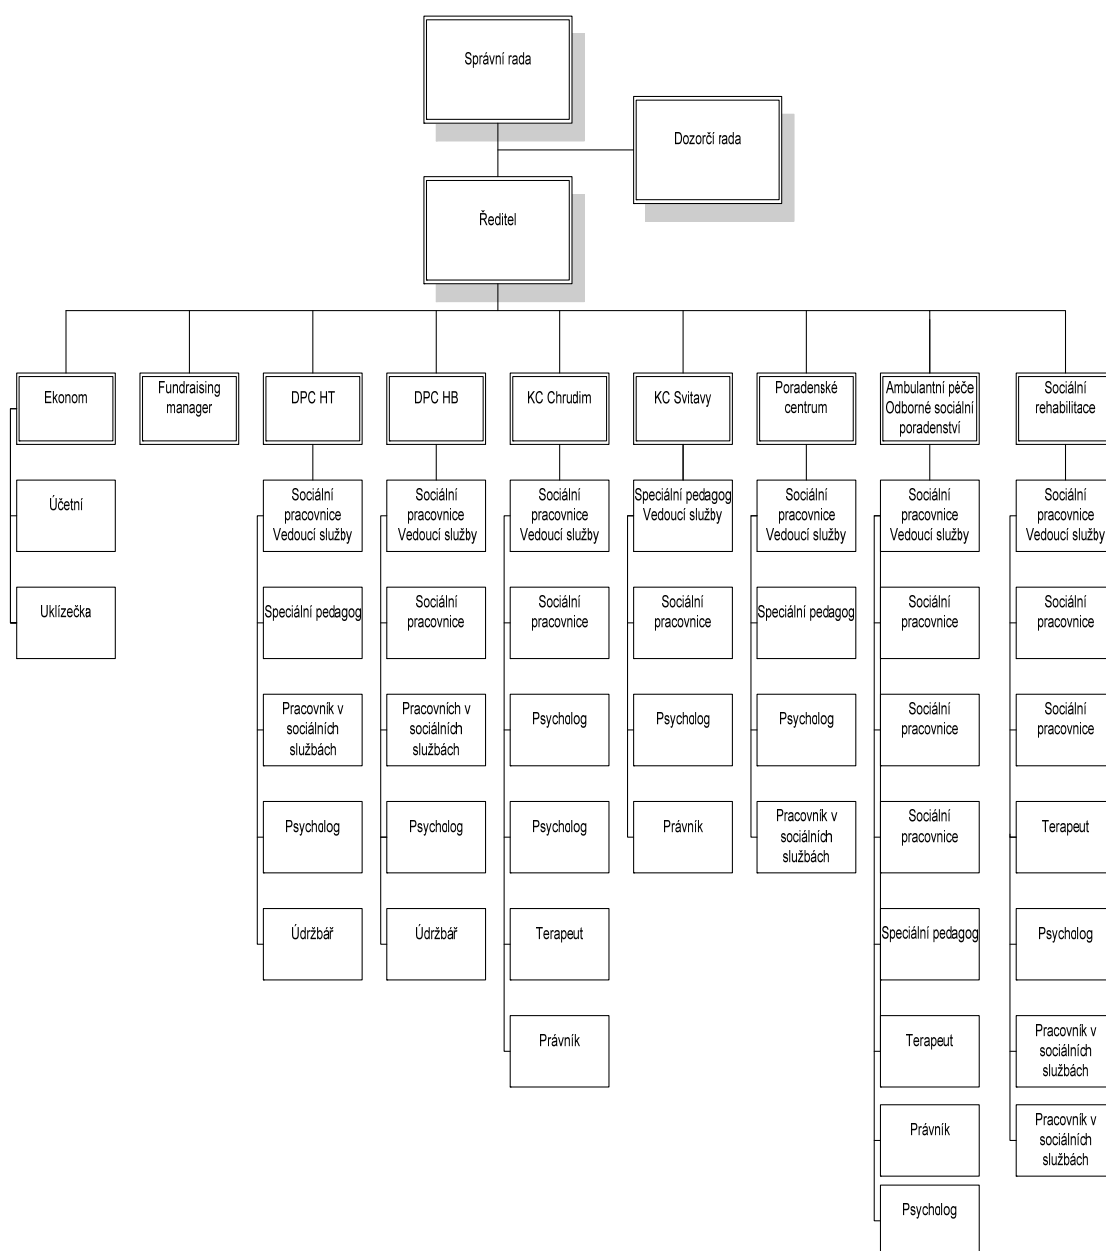 Správní rada
Dozorčí rada
Ředitel
Ekonom
Účetní
Uklízečka
Fundraising
manager
DPC HT
Sociální
pracovnice
Vedoucí služby
Speciální pedagog
Pracovník v
sociálních
službách
Psycholog
Údržbář
DPC HB
Sociální
pracovnice
Vedoucí služby
Sociální
pracovnice
Pracovních v
sociálních
službách
Psycholog
Údržbář
KC Chrudim
Sociální
pracovnice
Vedoucí služby
Sociální
pracovnice
Psycholog
Psycholog
Terapeut
Právník
KC Svitavy
Speciální pedagog
Vedoucí služby
Sociální
pracovnice
Psycholog
Právník
Poradenské
centrum
Sociální
pracovnice
Vedoucí služby
Speciální pedagog
Psycholog
Pracovník v
sociálních
službách
Ambulantní péče
Odborné sociální
poradenství
Sociální
pracovnice
Vedoucí služby
Sociální
pracovnice
Sociální
pracovnice
Sociální
pracovnice
Speciální pedagog
Terapeut
Právník
Psycholog
Sociální
rehabilitace
Sociální
pracovnice
Vedoucí služby
Sociální
pracovnice
Sociální
pracovnice
Terapeut
Psycholog
Pracovník v
sociálních
službách
Pracovník v
sociálních
službách